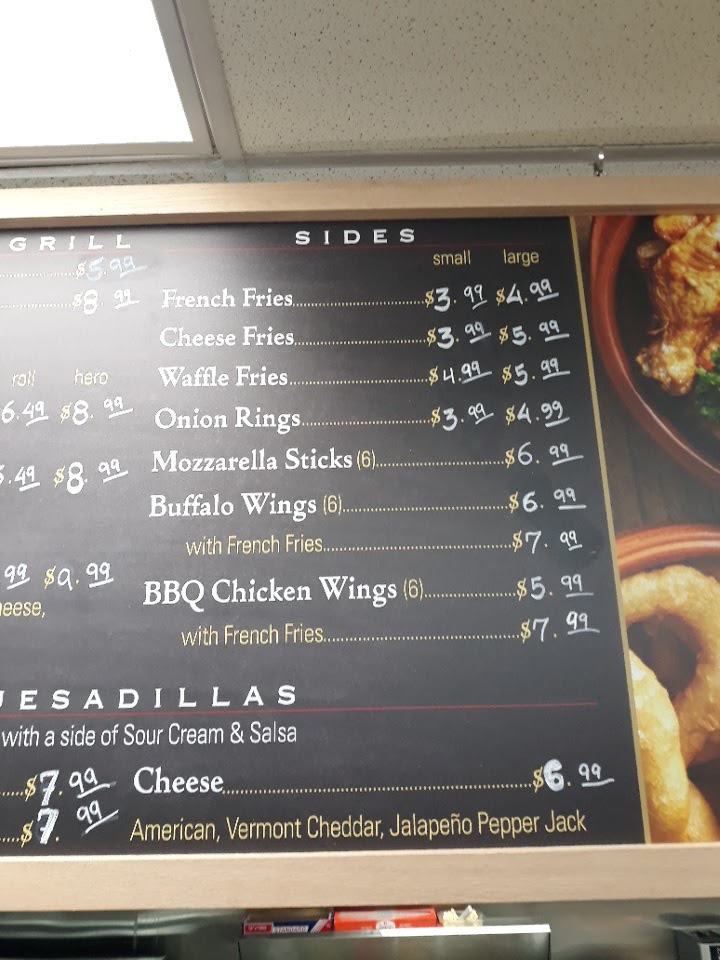 GRILL
$5.99
$8.99
roll hero
6.49 $8.99
.49 $8.99
99 $9.99
SIDES
small large
French Fries $3.99 $4.99
Cheese Fries $3.99 $5.99
Waffle Fries $4.99 $5.99
Onion Rings $3.99 $4.99
Mozzarella Sticks (6) $6.99
Buffalo Wings (6) $6.99
with French Fries $7.99
BBQ Chicken Wings (6) $5.99
with French Fries $7.99
UESADILLAS
with a side of Sour Cream & Salsa
$7.99 Cheese $6.99
$7.99 American, Vermont Cheddar, Jalapeño Pepper Jack